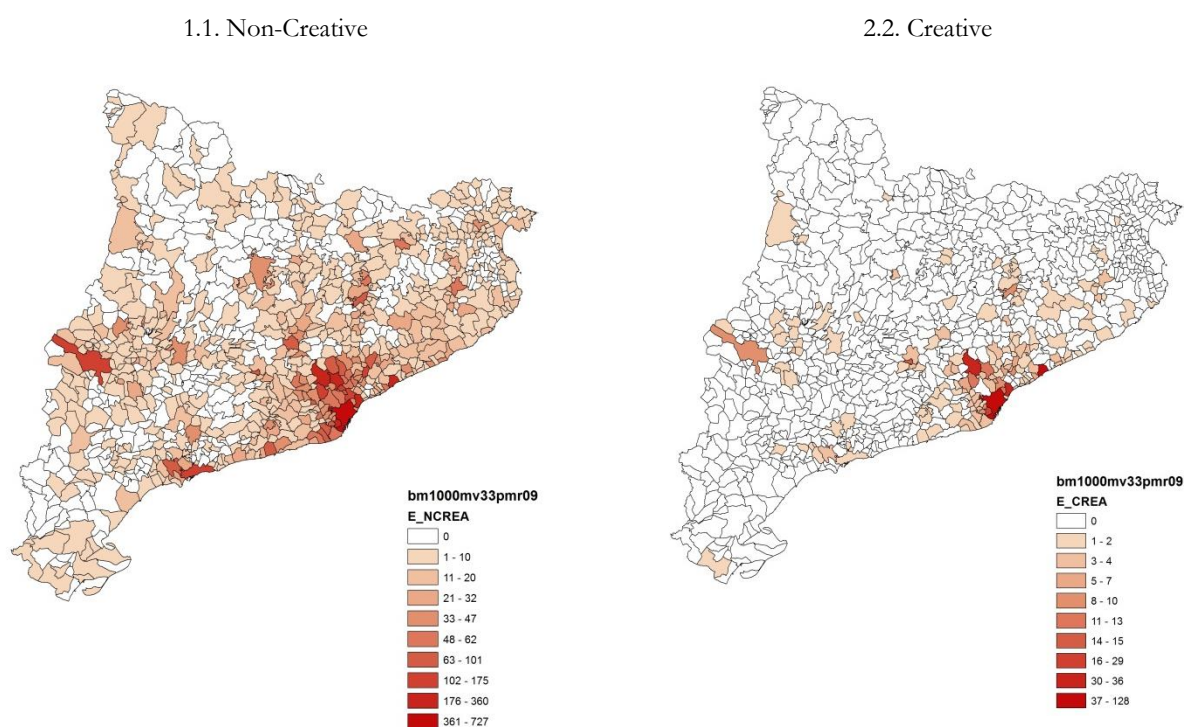 1.1. Non-Creative
2.2. Creative
bm1000mv33pmr09
E_NCREA
0
1 - 10
11 - 20
21 - 32
33 - 47
48 - 62
63 - 101
102 - 175
176 - 360
361 - 727
bm1000mv33pmr09
E_CREA
0
1 - 2
3 - 4
5 - 7
8 - 10
11 - 13
14 - 15
16 - 29
30 - 36
37 - 128